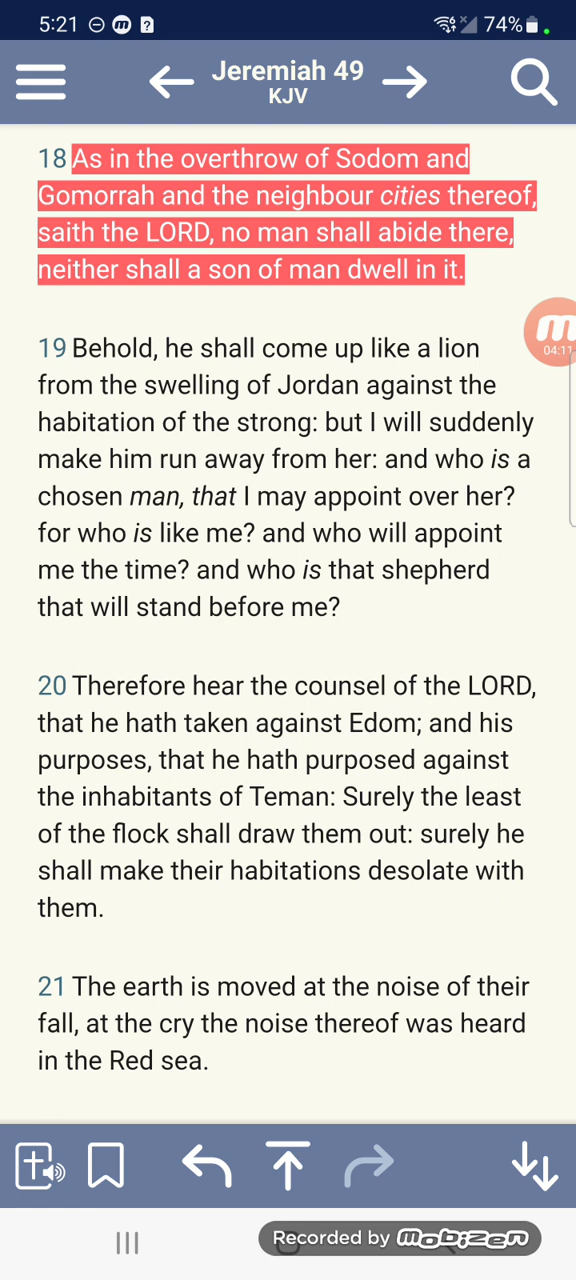 5:21 74%
Jeremiah 49
KJV
18 As in the overthrow of Sodom and
Gomorrah and the neighbour cities thereof,
saith the LORD, no man shall abide there,
neither shall a son of man dwell in it.
19 Behold, he shall come up like a lion
04:11
from the swelling of Jordan against the
habitation of the strong: but I will suddenly
make him run away from her: and who is a
chosen man, that I may appoint over her?
for who is like me? and who will appoint
me the time? and who is that shepherd
that will stand before me?
20 Therefore hear the counsel of the LORD,
that he hath taken against Edom; and his
purposes, that he hath purposed against
the inhabitants of Teman: Surely the least
of the flock shall draw them out: surely he
shall make their habitations desolate with
them.
21 The earth is moved at the noise of their
fall, at the cry the noise thereof was heard
in the Red sea.
Recorded by mobizen